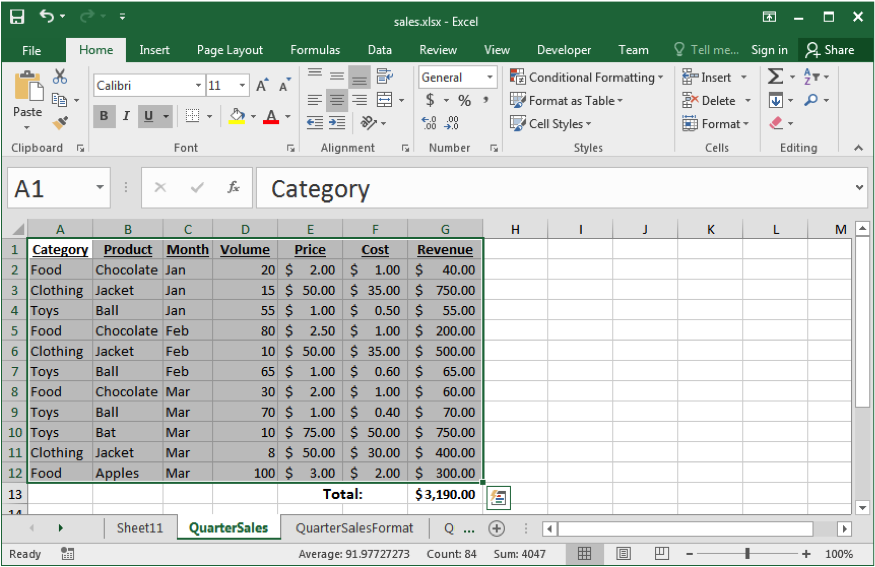 sales.xlsx - Excel
File Home Insert Page Layout Formulas Data Review View Developer Team Tell me... Sign in Share
Calibri 11 General Conditional Formatting Insert
Paste $ % Format as Table Delete
B I U Cell Styles Format
Clipboard Font Alignment Number Styles Cells Editing
A1 fx Category
A B C D E F G H I J K L M
1 Category Product Month Volume Price Cost Revenue
2 Food Chocolate Jan 20 $ 2.00 $ 1.00 $ 40.00
3 Clothing Jacket Jan 15 $ 50.00 $ 35.00 $ 750.00
4 Toys Ball Jan 55 $ 1.00 $ 0.50 $ 55.00
5 Food Chocolate Feb 80 $ 2.50 $ 1.00 $ 200.00
6 Clothing Jacket Feb 10 $ 50.00 $ 35.00 $ 500.00
7 Toys Ball Feb 65 $ 1.00 $ 0.60 $ 65.00
8 Food Chocolate Mar 30 $ 2.00 $ 1.00 $ 60.00
9 Toys Ball Mar 70 $ 1.00 $ 0.40 $ 70.00
10 Toys Bat Mar 10 $ 75.00 $ 50.00 $ 750.00
11 Clothing Jacket Mar 8 $ 50.00 $ 30.00 $ 400.00
12 Food Apples Mar 100 $ 3.00 $ 2.00 $ 300.00
13 Total: $3,190.00
14
Sheet11 QuarterSales QuarterSalesFormat Q ...
Ready Average: 91.97727273 Count: 84 Sum: 4047 100%